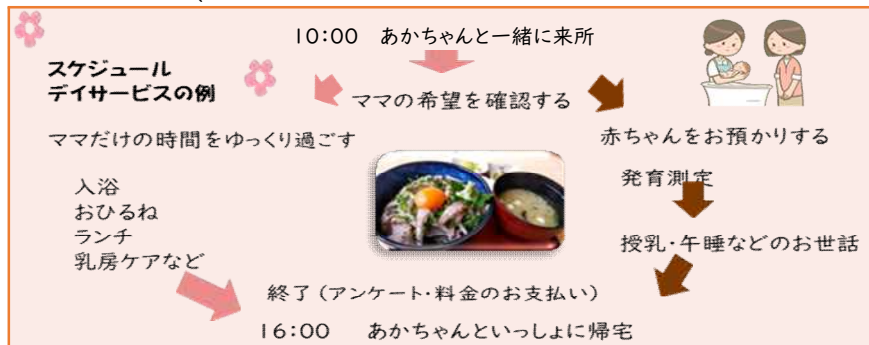 10:00 あかちゃんと一緒に来所
スケジュール
デイサービスの例
ママの希望を確認する
ママだけの時間をゆっくり過ごす
入浴
おひるね
ランチ
乳房ケアなど
赤ちゃんをお預かりする
発育測定
授乳・午睡などのお世話
終了(アンケート・料金のお支払い)
16:00 あかちゃんといっしょに帰宅